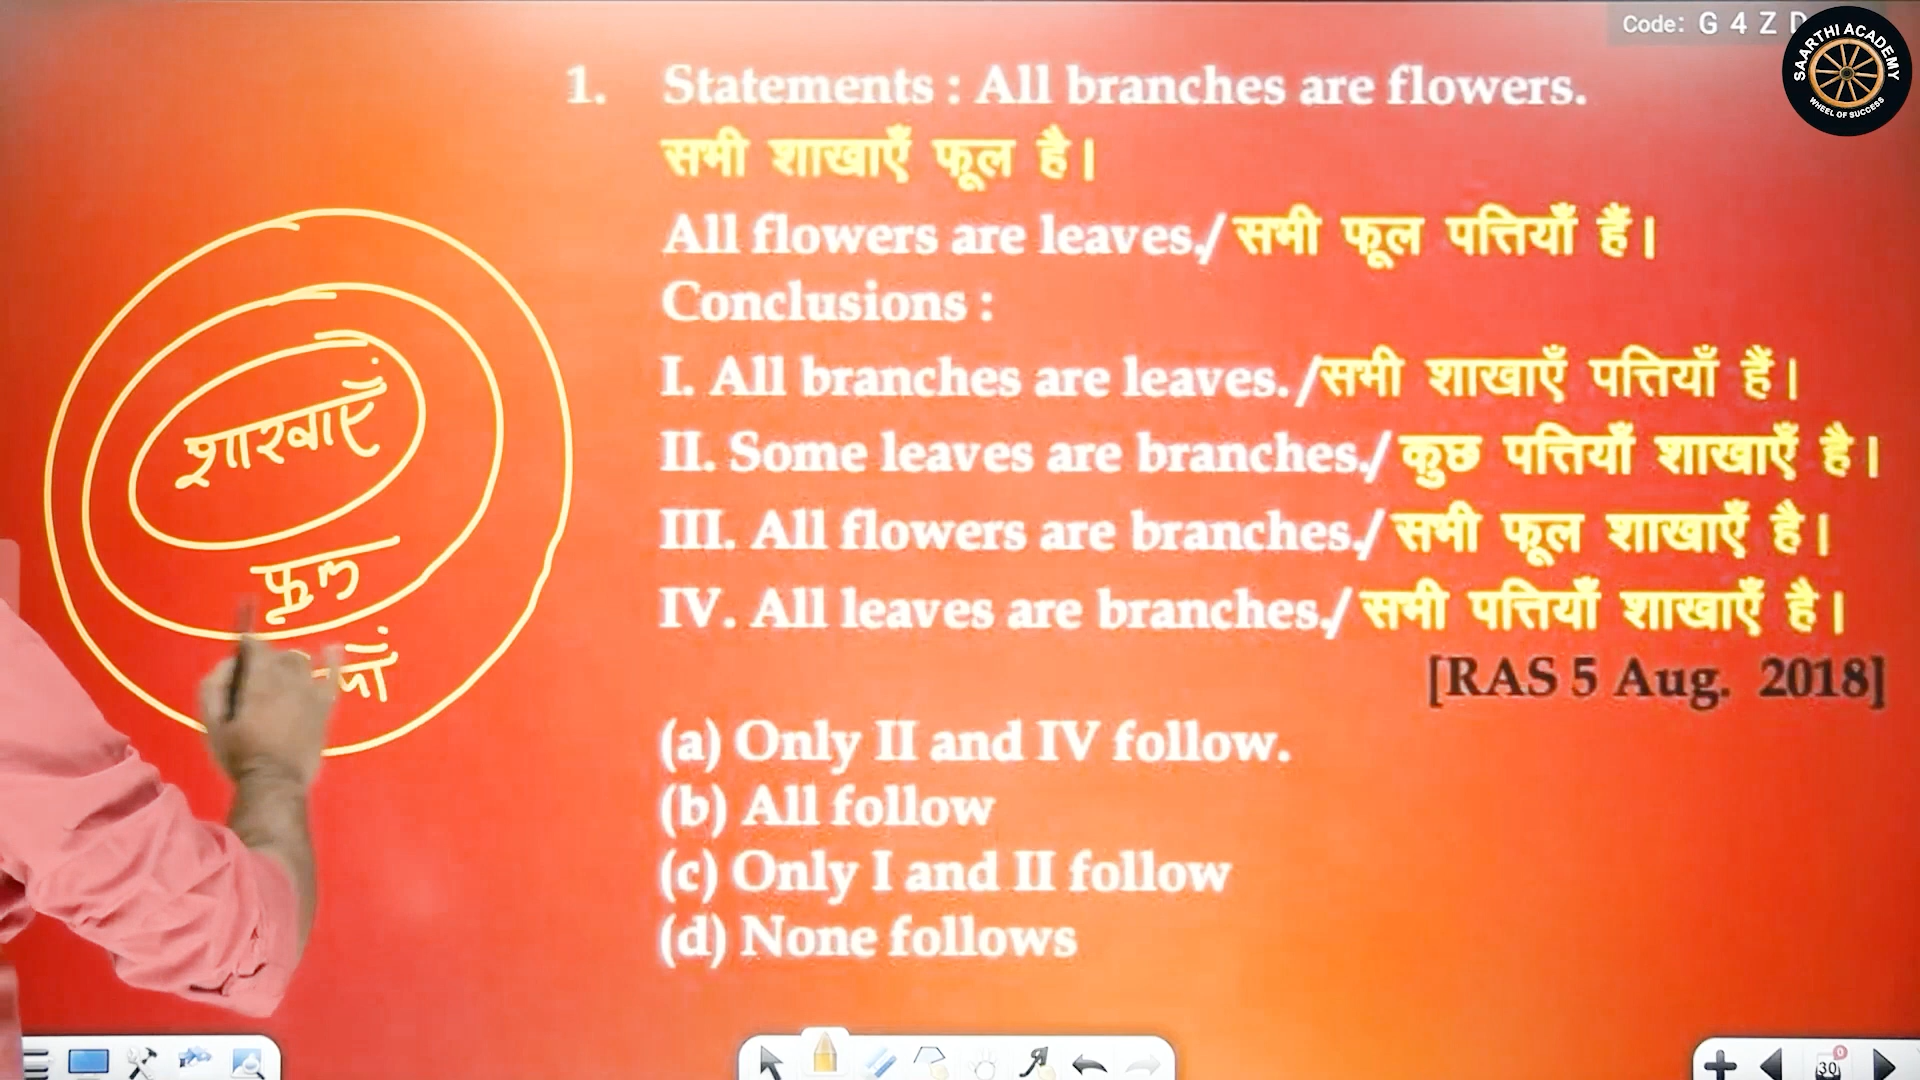 Code: G 4 Z
SAARTHI ACADEMY
WHEEL OF SUCCESS
1. Statements : All branches are flowers.
सभी शाखाएँ फूल है।
All flowers are leaves./ सभी फूल पत्तियाँ हैं।
Conclusions :
I. All branches are leaves. /सभी शाखाएँ पत्तियाँ हैं।
II. Some leaves are branches./ कुछ पत्तियाँ शाखाएँ है।
III. All flowers are branches./ सभी फूल शाखाएँ है।
IV. All leaves are branches./ सभी पत्तियाँ शाखाएँ है।
[RAS 5 Aug. 2018]
(a) Only II and IV follow.
(b) All follow
(c) Only I and II follow
(d) None follows
शाखाएँ
फूल
30